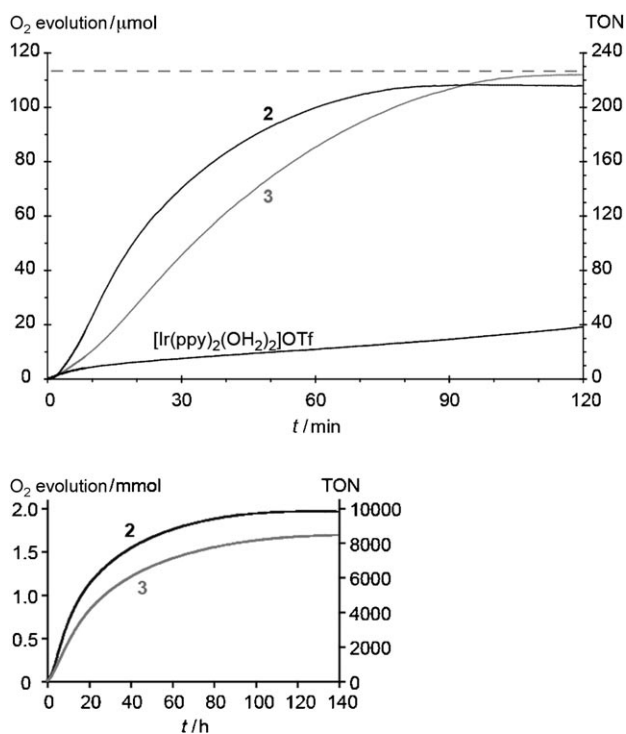 O₂ evolution/μmol TON
120 240
100 200
80 160
60 120
40 80
20 40
0 0
2
3
[Ir(ppy)₂(OH₂)₂]OTf
0 30 60 90 120
t/min
O₂ evolution/mmol TON
2.0 10000
1.5 8000
1.0 6000
0.5 4000
0.0 2000
0
2
3
0 20 40 60 80 100 120 140
t/h